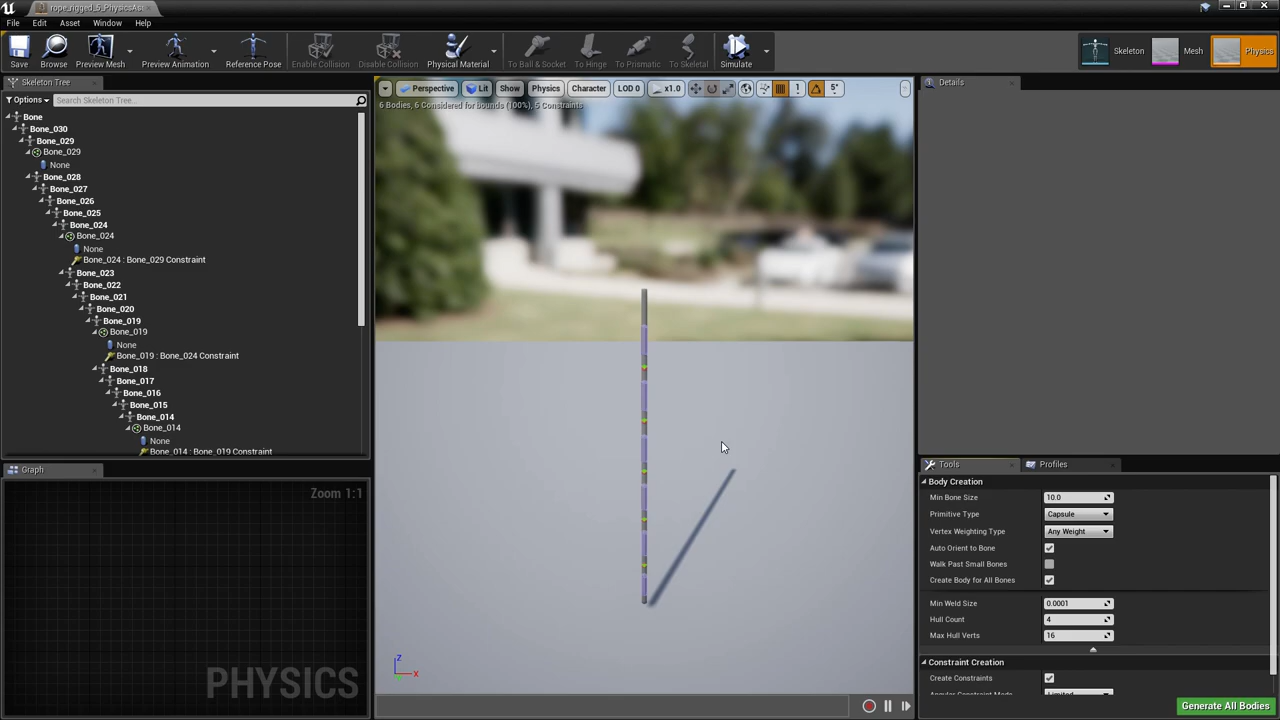 rope_rigged_5_PhysicsAs
File Edit Asset Window Help
Save Browse Preview Mesh Preview Animation Reference Pose Enable Collision Disable Collision Physical Material To Ball & Socket To Hinge To Prismatic To Skeletal Simulate Skeleton Mesh Physics
Skeleton Tree
Options Search Skeleton Tree...
Bone
Bone_030
Bone_029
Bone_029
None
Bone_028
Bone_027
Bone_026
Bone_025
Bone_024
Bone_024
None
Bone_024 : Bone_029 Constraint
Bone_023
Bone_022
Bone_021
Bone_020
Bone_019
Bone_019
None
Bone_019 : Bone_024 Constraint
Bone_018
Bone_017
Bone_016
Bone_015
Bone_014
Bone_014
None
Bone_014 : Bone_019 Constraint
Graph
Zoom 1:1
PHYSICS
Perspective Lit Show Physics Character LOD 0 x1.0 1 5°
6 Bodies, 6 Considered for bounds (100%), 5 Constraints
Z
X
Details
Tools Profiles
Body Creation
Min Bone Size 10.0
Primitive Type Capsule
Vertex Weighting Type Any Weight
Auto Orient to Bone
Walk Past Small Bones
Create Body for All Bones
Min Weld Size 0.0001
Hull Count 4
Max Hull Verts 16
Constraint Creation
Create Constraints
Angular Constraint Mode Limited
Generate All Bodies